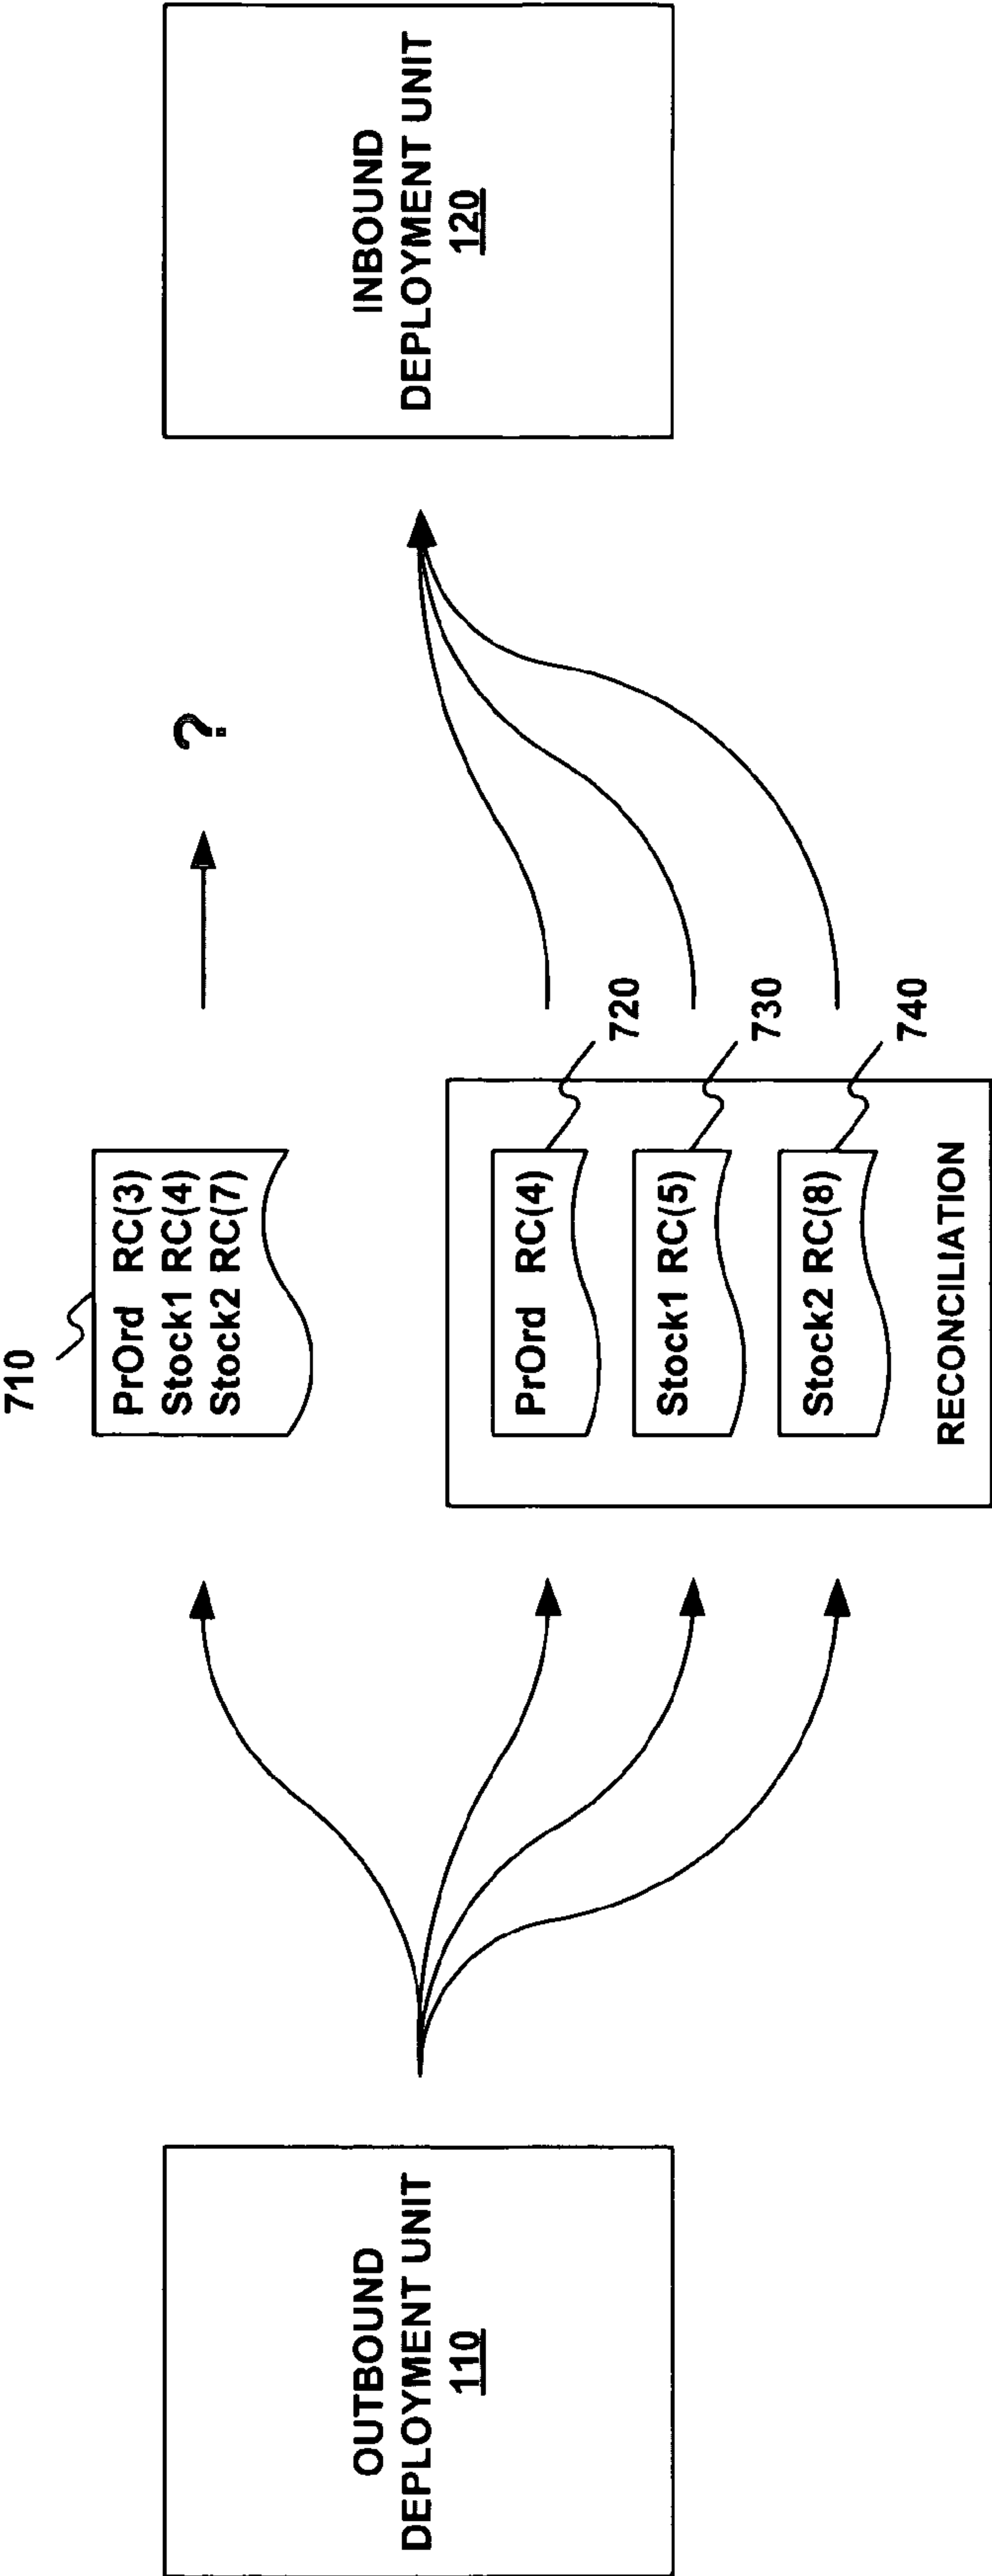 710
PrOrd RC(3)
Stock1 RC(4)
Stock2 RC(7)
?
OUTBOUND
DEPLOYMENT UNIT
110
INBOUND
DEPLOYMENT UNIT
120
PrOrd RC(4)
720
Stock1 RC(5)
730
Stock2 RC(8)
740
RECONCILIATION